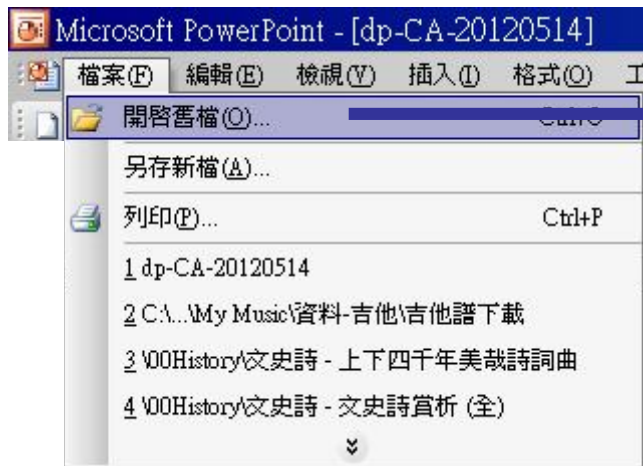 Microsoft PowerPoint - [dp-CA-20120514]
檔案(F) 編輯(E) 檢視(V) 插入(I) 格式(O) 工
開啓舊檔(O)... Ctrl+O
另存新檔(A)...
列印(P)... Ctrl+P
1 dp-CA-20120514
2 C:\...\My Music\資料-吉他\吉他譜下載
3 \00History\文史詩 - 上下四千年美哉詩詞曲
4 \00History\文史詩 - 文史詩賞析 (全)